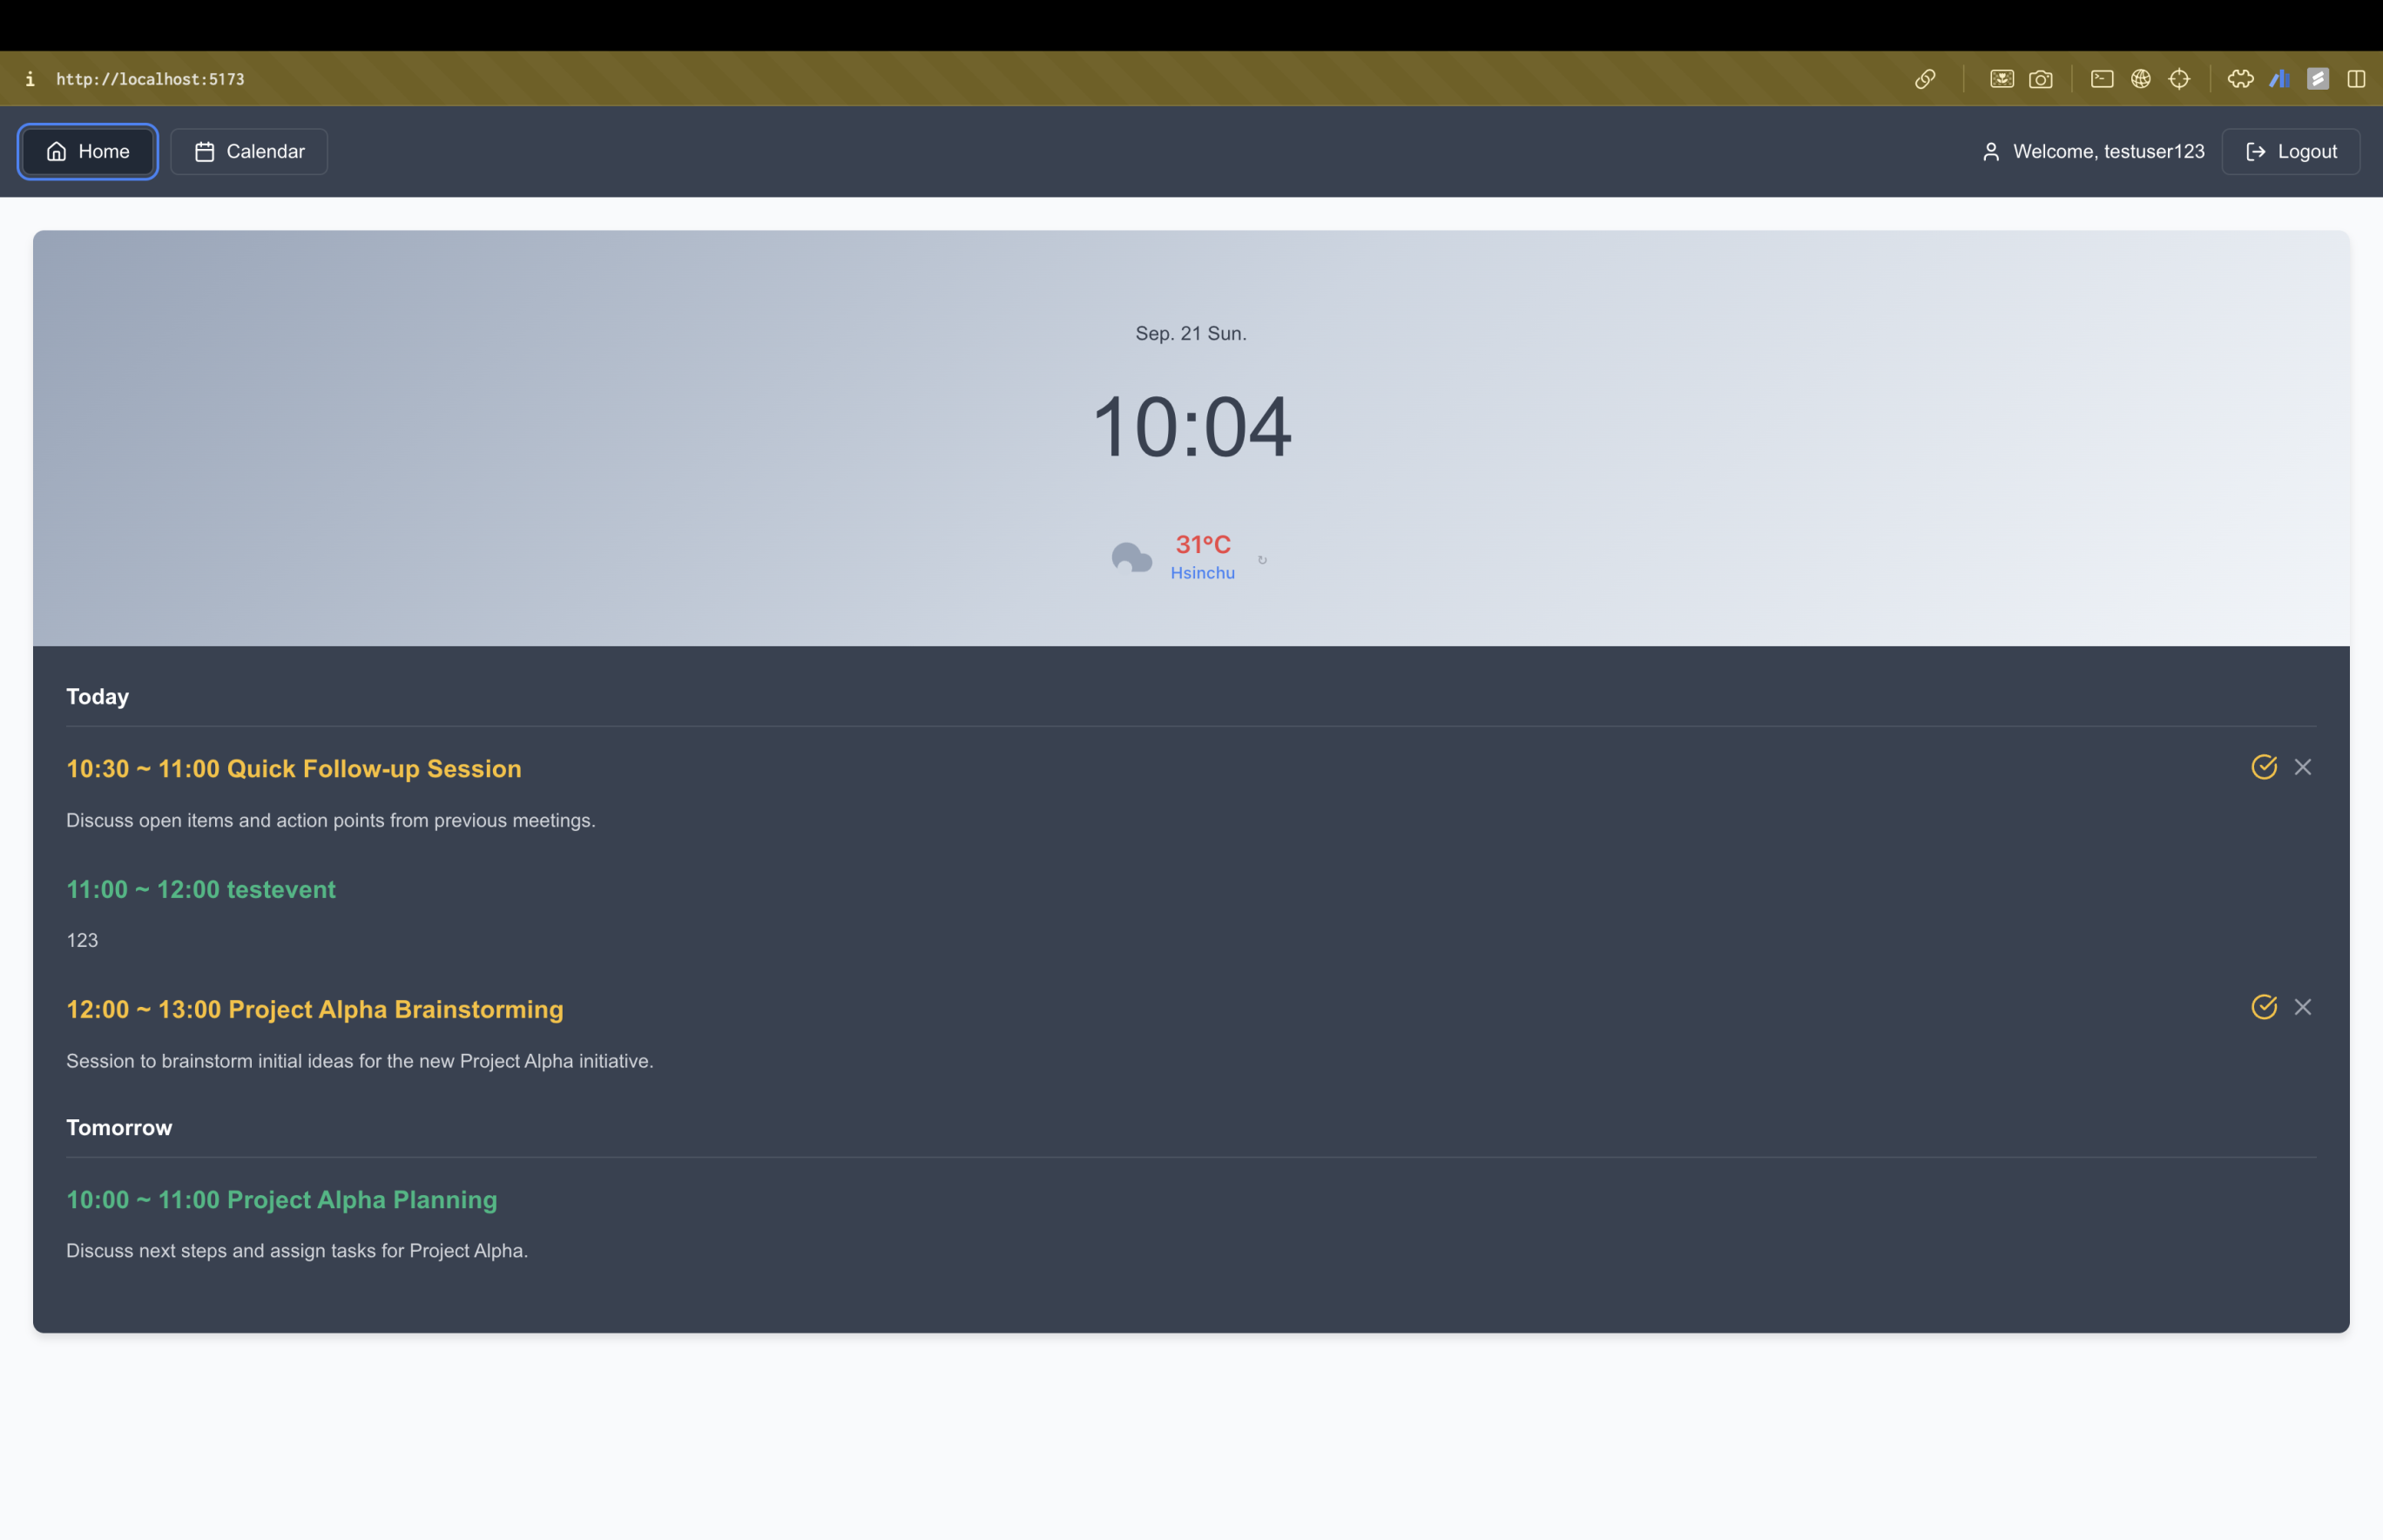 http://localhost:5173
Home
Calendar
Welcome, testuser123
Logout
Sep. 21 Sun.
10:04
31°C
Hsinchu
Today
10:30 ~ 11:00 Quick Follow-up Session
Discuss open items and action points from previous meetings.
11:00 ~ 12:00 testevent
123
12:00 ~ 13:00 Project Alpha Brainstorming
Session to brainstorm initial ideas for the new Project Alpha initiative.
Tomorrow
10:00 ~ 11:00 Project Alpha Planning
Discuss next steps and assign tasks for Project Alpha.